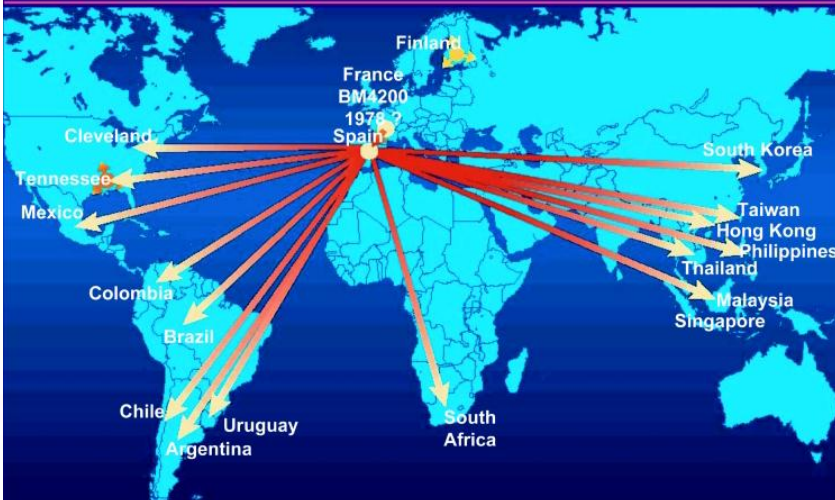 Finland
France
BM4200
1978 ?
Spain
Cleveland
Tennessee
Mexico
Colombia
Brazil
Chile
Uruguay
Argentina
South
Africa
South Korea
Taiwan
Hong Kong
Philippines
Thailand
Malaysia
Singapore